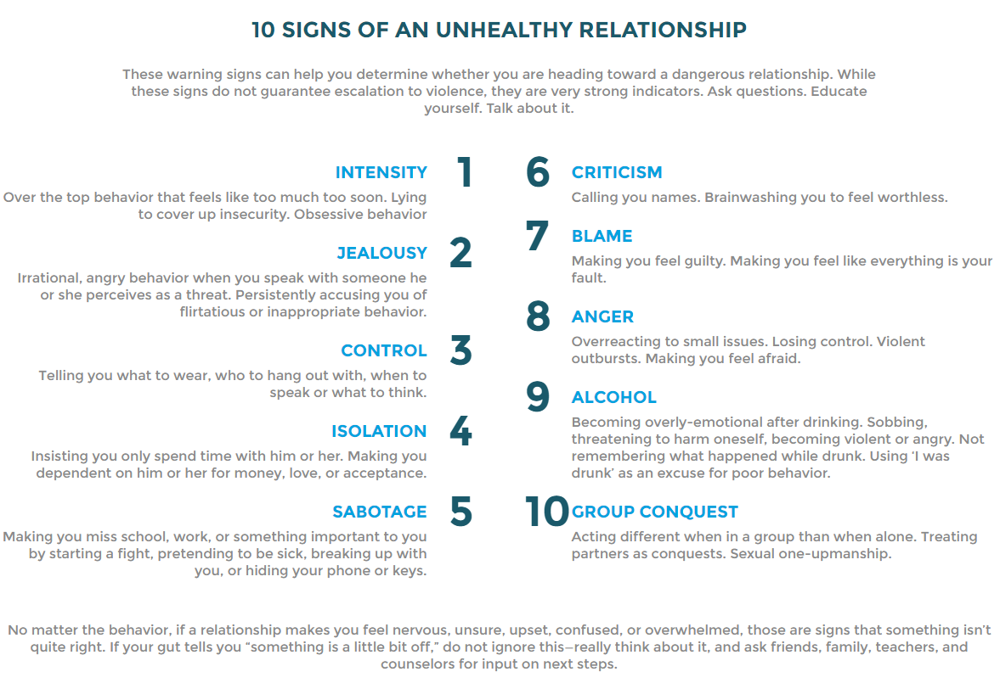 10 SIGNS OF AN UNHEALTHY RELATIONSHIP
These warning signs can help you determine whether you are heading toward a dangerous relationship. While
these signs do not guarantee escalation to violence, they are very strong indicators. Ask questions. Educate
yourself. Talk about it.
INTENSITY 1
Over the top behavior that feels like too much too soon. Lying
to cover up insecurity. Obsessive behavior
JEALOUSY 2
Irrational, angry behavior when you speak with someone he
or she perceives as a threat. Persistently accusing you of
flirtatious or inappropriate behavior.
CONTROL 3
Telling you what to wear, who to hang out with, when to
speak or what to think.
ISOLATION 4
Insisting you only spend time with him or her. Making you
dependent on him or her for money, love, or acceptance.
SABOTAGE 5
Making you miss school, work, or something important to you
by starting a fight, pretending to be sick, breaking up with
you, or hiding your phone or keys.
6 CRITICISM
Calling you names. Brainwashing you to feel worthless.
7 BLAME
Making you feel guilty. Making you feel like everything is your
fault.
8 ANGER
Overreacting to small issues. Losing control. Violent
outbursts. Making you feel afraid.
9 ALCOHOL
Becoming overly-emotional after drinking. Sobbing,
threatening to harm oneself, becoming violent or angry. Not
remembering what happened while drunk. Using ‘I was
drunk’ as an excuse for poor behavior.
10 GROUP CONQUEST
Acting different when in a group than when alone. Treating
partners as conquests. Sexual one-upmanship.
No matter the behavior, if a relationship makes you feel nervous, unsure, upset, confused, or overwhelmed, those are signs that something isn’t
quite right. If your gut tells you “something is a little bit off,” do not ignore this—really think about it, and ask friends, family, teachers, and
counselors for input on next steps.